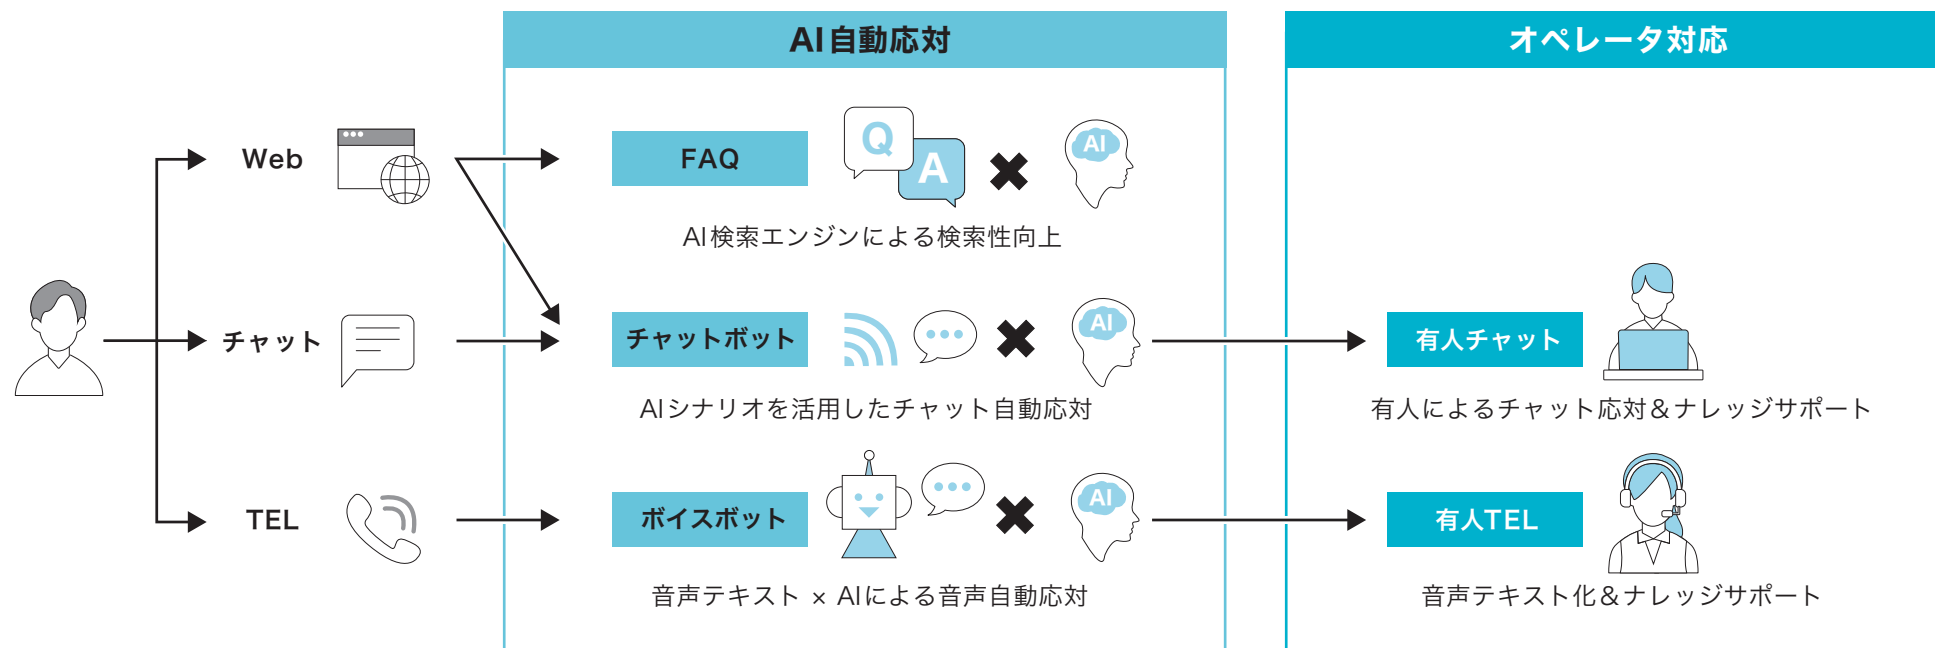 AI自動応対
オペレータ対応
Web
FAQ
Q
A
AI
AI検索エンジンによる検索性向上
チャット
チャットボット
AI
有人チャット
AIシナリオを活用したチャット自動応対
有人によるチャット応対&ナレッジサポート
TEL
ボイスボット
AI
有人TEL
音声テキスト × AIによる音声自動応対
音声テキスト化&ナレッジサポート